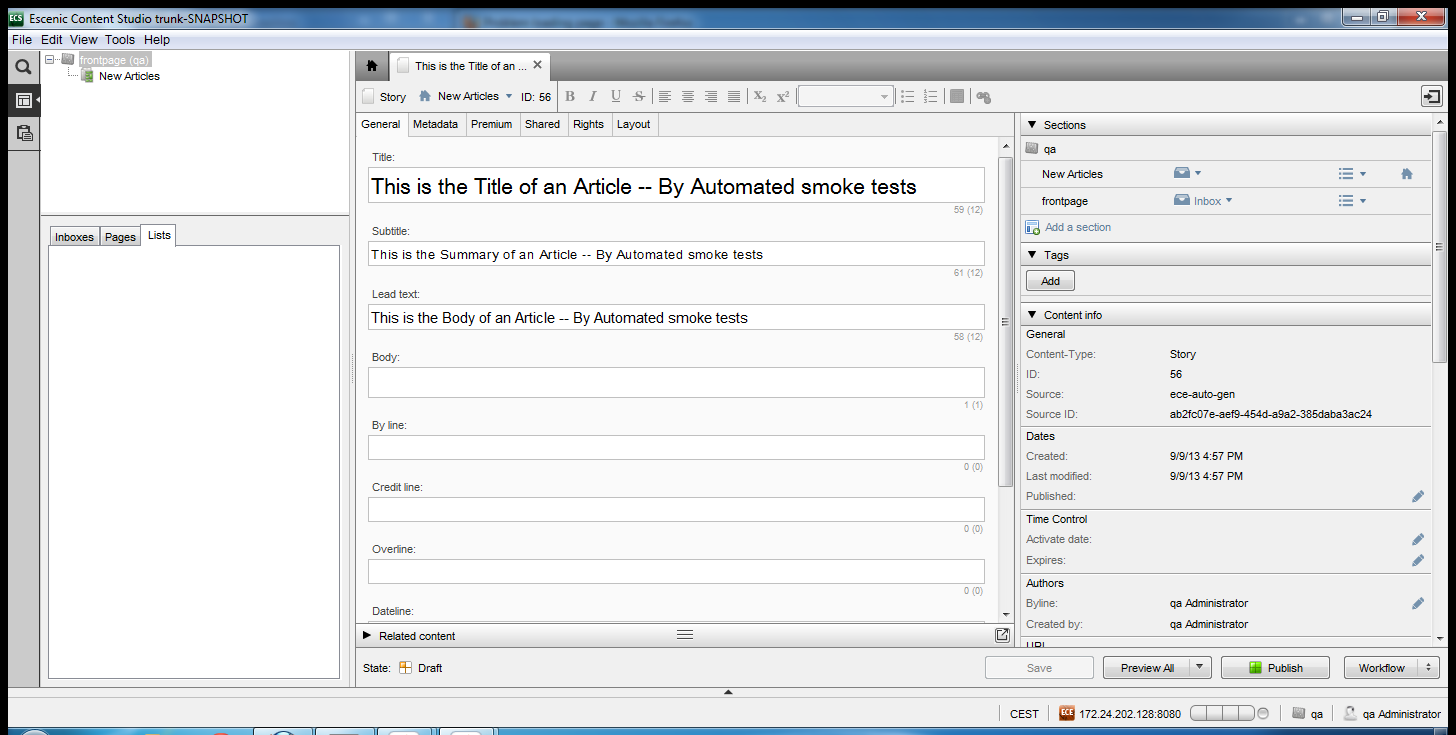 ECS Escenic Content Studio trunk-SNAPSHOT
Problem loading page - Mozilla Firefox
File Edit View Tools Help
frontpage (qa)
New Articles
Inboxes Pages Lists
This is the Title of an ...
Story New Articles ID: 56 B I U S X2 X2
General Metadata Premium Shared Rights Layout
Title:
This is the Title of an Article -- By Automated smoke tests
59 (12)
Subtitle:
This is the Summary of an Article -- By Automated smoke tests
61 (12)
Lead text:
This is the Body of an Article -- By Automated smoke tests
58 (12)
Body:
1 (1)
By line:
0 (0)
Credit line:
0 (0)
Overline:
0 (0)
Dateline:
Related content
State: Draft
Sections
qa
New Articles
frontpage Inbox
Add a section
Tags
Add
Content info
General
Content-Type: Story
ID: 56
Source: ece-auto-gen
Source ID: ab2fc07e-aef9-454d-a9a2-385daba3ac24
Dates
Created: 9/9/13 4:57 PM
Last modified: 9/9/13 4:57 PM
Published:
Time Control
Activate date:
Expires:
Authors
Byline: qa Administrator
Created by: qa Administrator
URL
Save Preview All Publish Workflow
CEST ECE 172.24.202.128:8080 qa qa Administrator